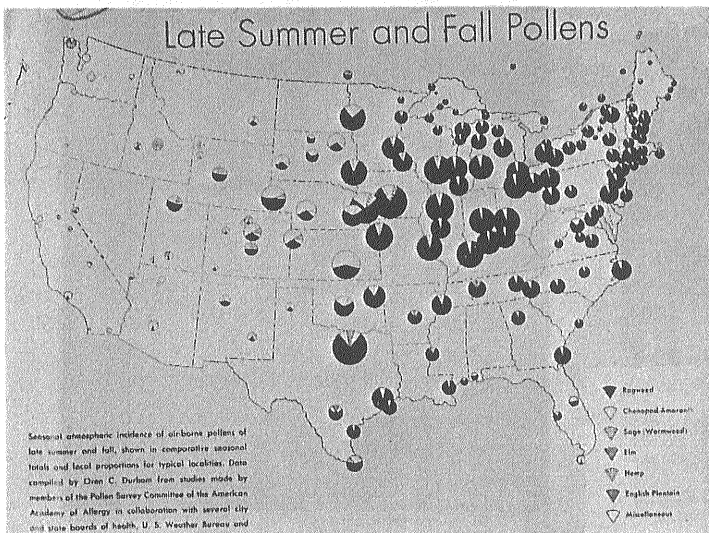 Late Summer and Fall Pollens
Ragweed
Chenopod Amaranth
Sage (Wormwood)
Elm
Hemp
English Plantain
Miscellaneous
Seasonal atmospheric incidence of airborne pollens of
late summer and fall, shown in comparative seasonal
totals and local proportions for typical localities. Data
compiled by Oren C. Durham from studies made by
members of the Pollen Survey Committee of the American
Academy of Allergy in collaboration with several city
and state boards of health, U. S. Weather Bureau and